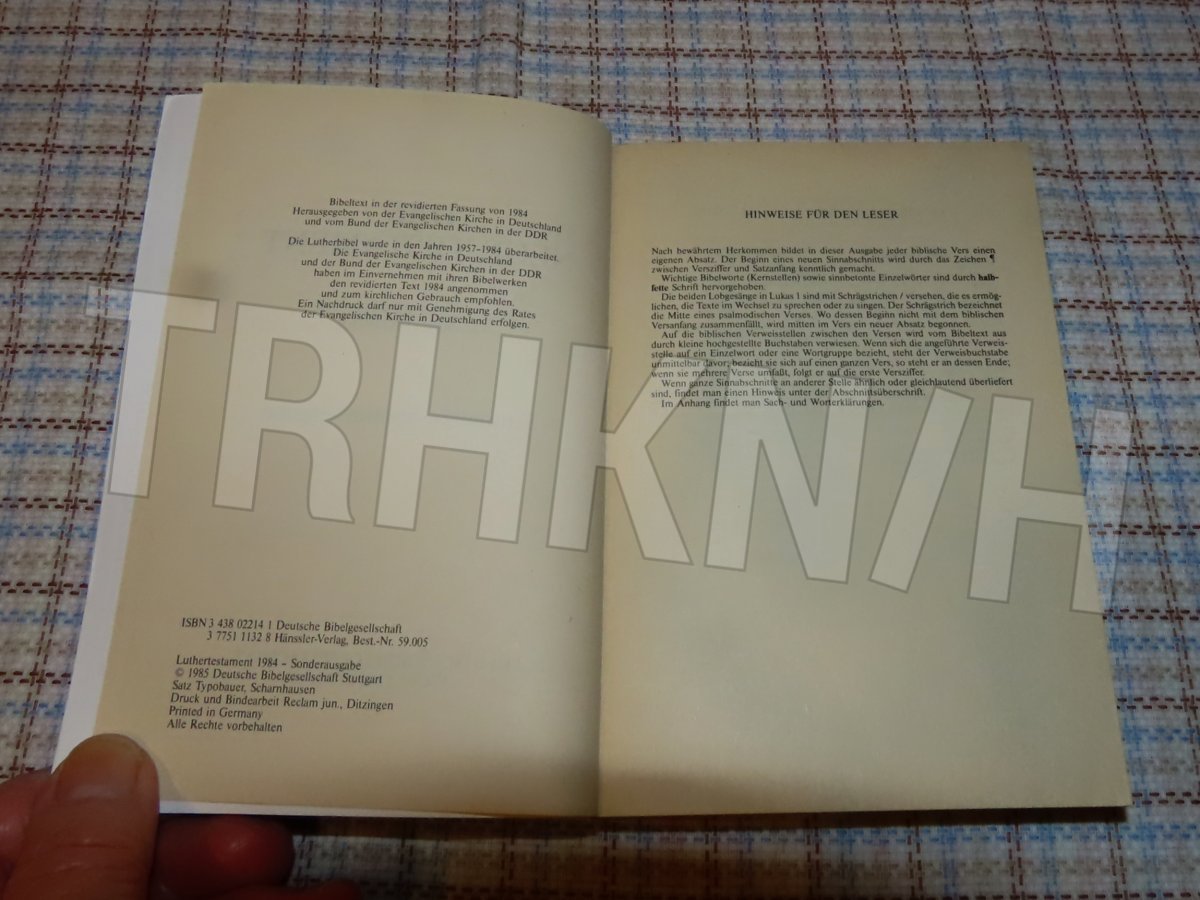 Bibeltext in der revidierten Fassung von 1984
Herausgegeben von der Evangelischen Kirche in Deutschland
und vom Bund der Evangelischen Kirchen in der DDR
Die Lutherbibel wurde in den Jahren 1957–1984 überarbeitet.
Die Evangelische Kirche in Deutschland
und der Bund der Evangelischen Kirchen in der DDR
haben im Einvernehmen mit ihren Bibelwerken
den revidierten Text 1984 angenommen
und zum kirchlichen Gebrauch empfohlen.
Ein Nachdruck darf nur mit Genehmigung des Rates
der Evangelischen Kirche in Deutschland erfolgen.
ISBN 3 438 02214 1 Deutsche Bibelgesellschaft
3 7751 1132 8 Hänssler-Verlag, Best.-Nr. 59.005
Luthertestament 1984 – Sonderausgabe
© 1985 Deutsche Bibelgesellschaft Stuttgart
Satz Typobauer, Scharnhausen
Druck und Bindearbeit Reclam jun., Ditzingen
Printed in Germany
Alle Rechte vorbehalten
HINWEISE FÜR DEN LESER
Nach bewährtem Herkommen bildet in dieser Ausgabe jeder biblische Vers einen
eigenen Absatz. Der Beginn eines neuen Sinnabschnitts wird durch das Zeichen ¶
zwischen Versziffer und Satzanfang kenntlich gemacht.
Wichtige Bibelworte (Kernstellen) sowie sinnbetonte Einzelwörter sind durch halb-
fette Schrift hervorgehoben.
Die beiden Lobgesänge in Lukas 1 sind mit Schrägstrichen / versehen, die es ermög-
lichen, die Texte im Wechsel zu sprechen oder zu singen. Der Schrägstrich bezeichnet
die Mitte eines psalmodischen Verses. Wo dessen Beginn nicht mit dem biblischen
Versanfang zusammenfällt, wird mitten im Vers ein neuer Absatz begonnen.
Auf die biblischen Verweisstellen zwischen den Versen wird vom Bibeltext aus
durch kleine hochgestellte Buchstaben verwiesen. Wenn sich die angeführte Verweis-
stelle auf ein Einzelwort oder eine Wortgruppe bezieht, steht der Verweisbuchstabe
unmittelbar davor; bezieht sie sich auf einen ganzen Vers, so steht er an dessen Ende;
wenn sie mehrere Verse umfaßt, folgt er auf die erste Versziffer.
Wenn ganze Sinnabschnitte an anderer Stelle ähnlich oder gleichlautend überliefert
sind, findet man einen Hinweis unter der Abschnittsüberschrift.
Im Anhang findet man Sach- und Worterklärungen.
TRHKN/H